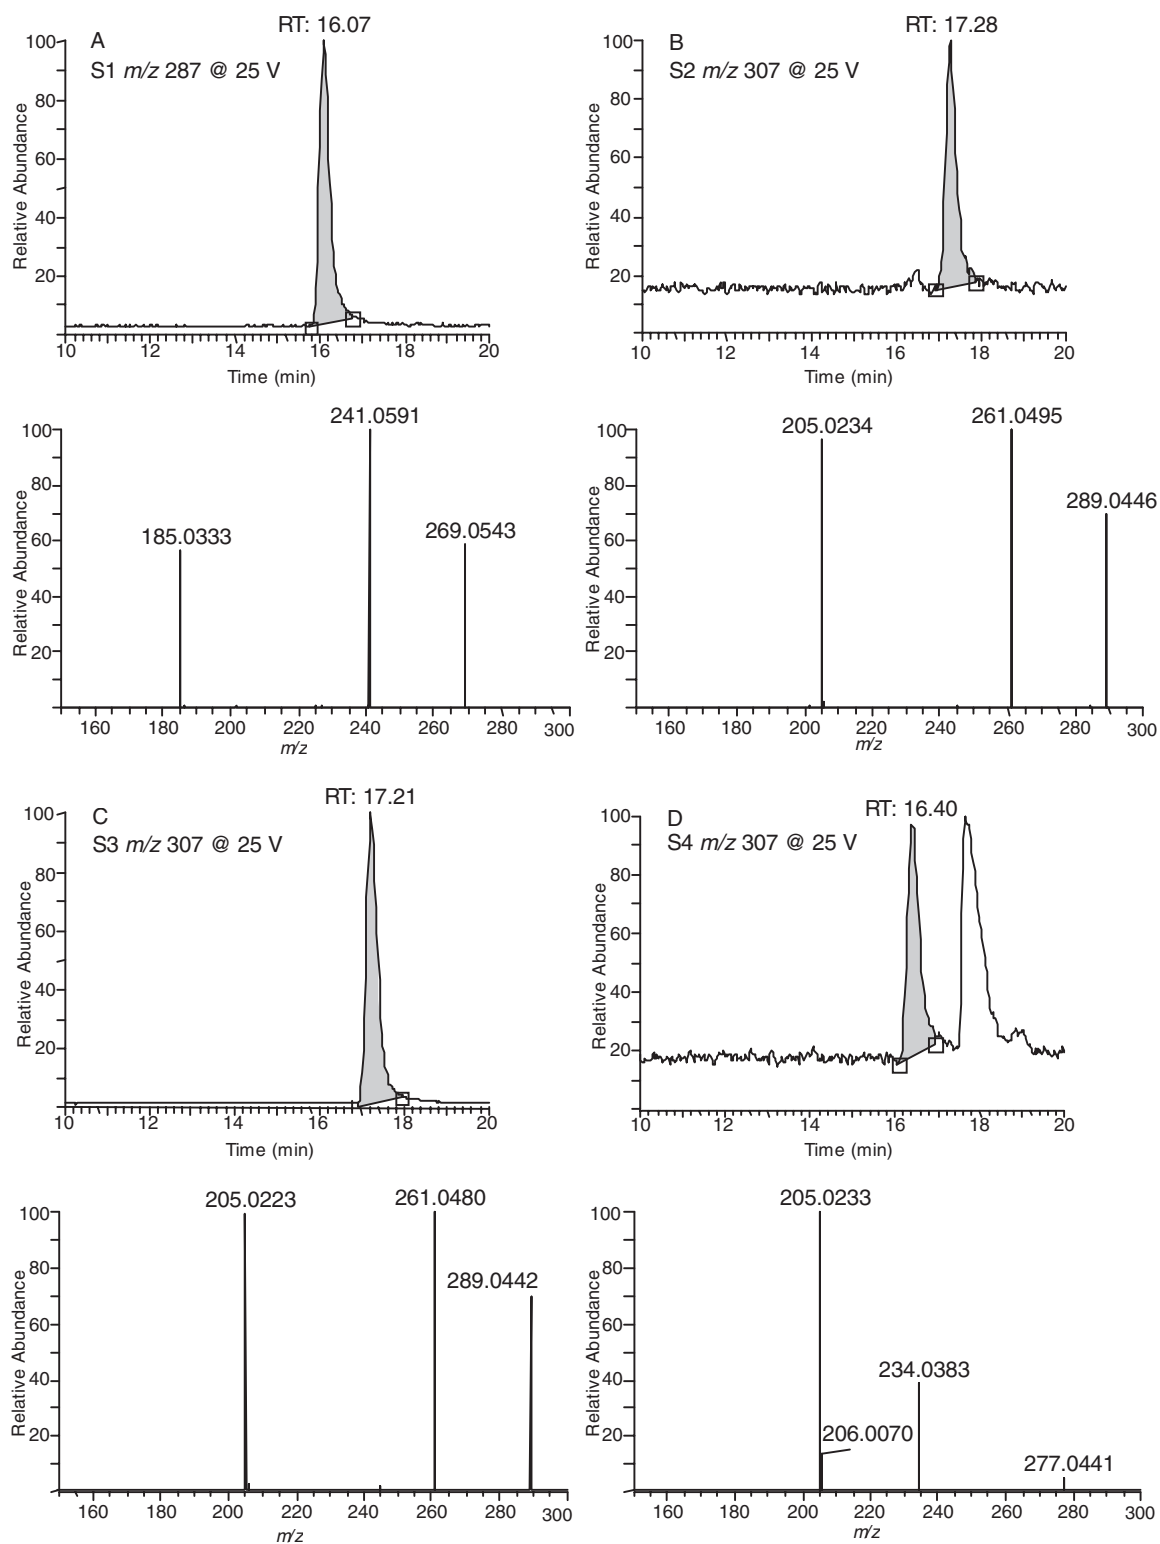 RT: 16.07
A
S1 m/z 287 @ 25 V
100
80
60
40
20
Relative Abundance
10 12 14 16 18 20
Time (min)
RT: 17.28
B
S2 m/z 307 @ 25 V
100
80
60
40
20
Relative Abundance
10 12 14 16 18 20
Time (min)
241.0591
185.0333
269.0543
100
80
60
40
20
Relative Abundance
160 180 200 220 240 260 280 300
m/z
261.0495
205.0234
289.0446
100
80
60
40
20
Relative Abundance
160 180 200 220 240 260 280 300
m/z
RT: 17.21
C
S3 m/z 307 @ 25 V
100
80
60
40
20
Relative Abundance
10 12 14 16 18 20
Time (min)
RT: 16.40
D
S4 m/z 307 @ 25 V
100
80
60
40
20
Relative Abundance
10 12 14 16 18 20
Time (min)
205.0223
261.0480
289.0442
100
80
60
40
20
Relative Abundance
160 180 200 220 240 260 280 300
m/z
205.0233
234.0383
206.0070
277.0441
100
80
60
40
20
Relative Abundance
160 180 200 220 240 260 280 300
m/z